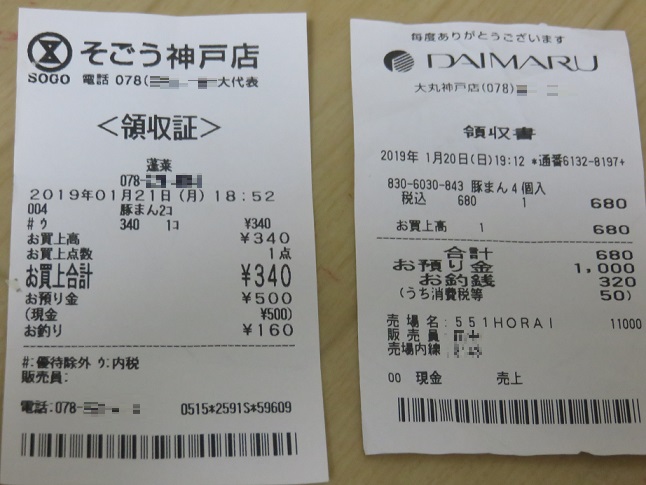 そごう神戸店
SOGO 電話 078( 大代表
<領収証>
蓬莱
078-
2019年01月21日(月) 18:52
004 豚まん2コ
# ウ 340 1コ ¥340
お買上高 ¥340
お買上点数 1点
お買上合計 ¥340
お預り金 ¥500
(現金 ¥500)
お釣り ¥160
#:優待除外 ウ:内税
販売員:
電話:078-
0515*2591S*59609
毎度ありがとうございます
DAIMARU
大丸神戸店(078)
領収書
2019年 1月20日(日)19:12 *通番6132-8197+
830-6030-843 豚まん4個入
税込 680 1 680
お買上高 1 680
合計 680
お預り金 1,000
お釣銭 320
(うち消費税等 50)
売場名:551HORAI 11000
販売員
売場内線
00 現金 売上